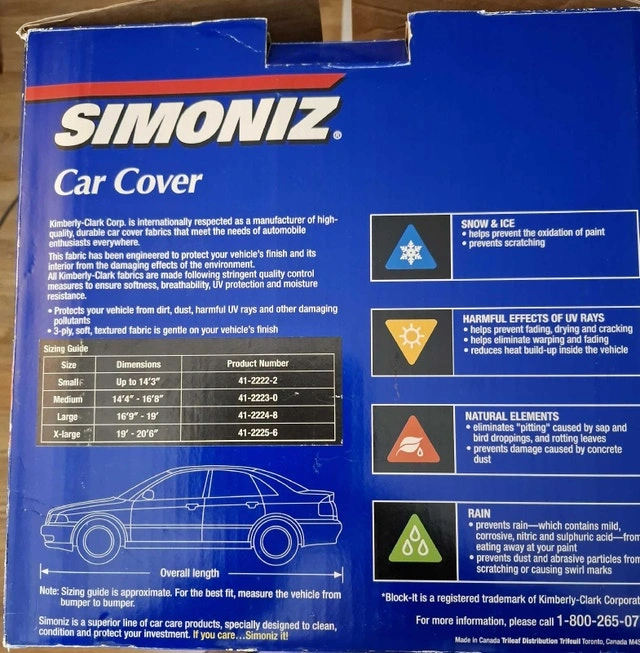 SIMONIZ®
Car Cover
Kimberly-Clark Corp. is internationally respected as a manufacturer of high-
quality, durable car cover fabrics that meet the needs of automobile
enthusiasts everywhere.
This fabric has been engineered to protect your vehicle's finish and its
interior from the damaging effects of the environment.
All Kimberly-Clark fabrics are made following stringent quality control
measures to ensure softness, breathability, UV protection and moisture
resistance.
• Protects your vehicle from dirt, dust, harmful UV rays and other damaging
pollutants
• 3-ply, soft, textured fabric is gentle on your vehicle's finish
Sizing Guide
Size Dimensions Product Number
Small Up to 14'3" 41-2222-2
Medium 14'4" - 16'8" 41-2223-0
Large 16'9" - 19' 41-2224-8
X-large 19' - 20'6" 41-2225-6
Overall length
Note: Sizing guide is approximate. For the best fit, measure the vehicle from
bumper to bumper.
Simoniz is a superior line of car care products, specially designed to clean,
condition and protect your investment. If you care...Simoniz it!
SNOW & ICE
• helps prevent the oxidation of paint
• prevents scratching
HARMFUL EFFECTS OF UV RAYS
• helps prevent fading, drying and cracking
• helps eliminate warping and fading
• reduces heat build-up inside the vehicle
NATURAL ELEMENTS
• eliminates "pitting" caused by sap and
bird droppings, and rotting leaves
• prevents damage caused by concrete
dust
RAIN
• prevents rain—which contains mild,
corrosive, nitric and sulphuric acid—from
eating away at your paint
• prevents dust and abrasive particles from
scratching or causing swirl marks
*Block-It is a registered trademark of Kimberly-Clark Corporat
For more information, please call 1-800-265-07
Made in Canada Trileaf Distribution Trifeuil Toronto, Canada M4S